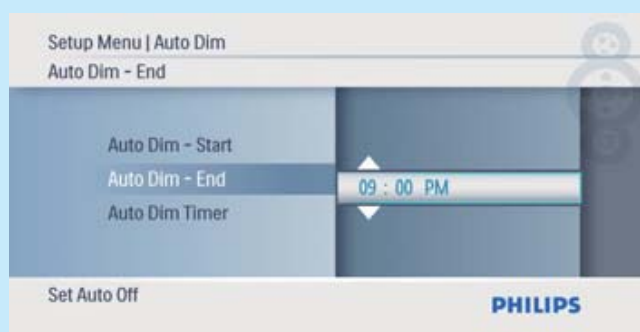 Setup Menu | Auto Dim
Auto Dim - End
Auto Dim - Start
Auto Dim - End
09 : 00 PM
Auto Dim Timer
Set Auto Off
PHILIPS